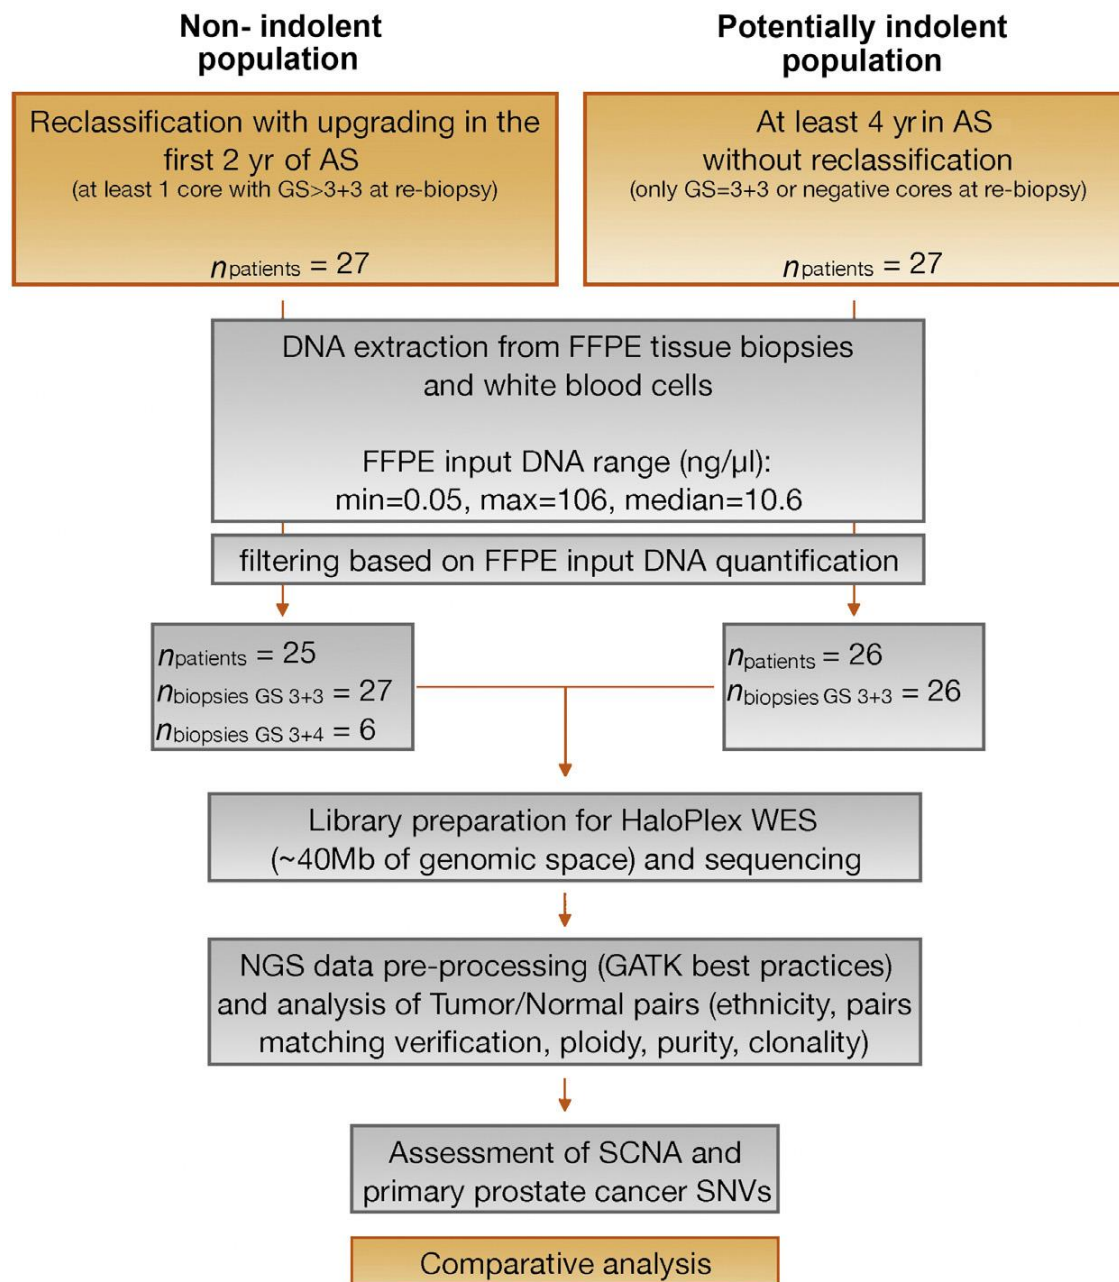 Non- indolent
population
Potentially indolent
population
Reclassification with upgrading in the
first 2 yr of AS
(at least 1 core with GS>3+3 at re-biopsy)
npatients = 27
At least 4 yr in AS
without reclassification
(only GS=3+3 or negative cores at re-biopsy)
npatients = 27
DNA extraction from FFPE tissue biopsies
and white blood cells
FFPE input DNA range (ng/µl):
min=0.05, max=106, median=10.6
filtering based on FFPE input DNA quantification
npatients = 25
nbiopsies GS 3+3 = 27
nbiopsies GS 3+4 = 6
npatients = 26
nbiopsies GS 3+3 = 26
Library preparation for HaloPlex WES
(~40Mb of genomic space) and sequencing
NGS data pre-processing (GATK best practices)
and analysis of Tumor/Normal pairs (ethnicity, pairs
matching verification, ploidy, purity, clonality)
Assessment of SCNA and
primary prostate cancer SNVs
Comparative analysis